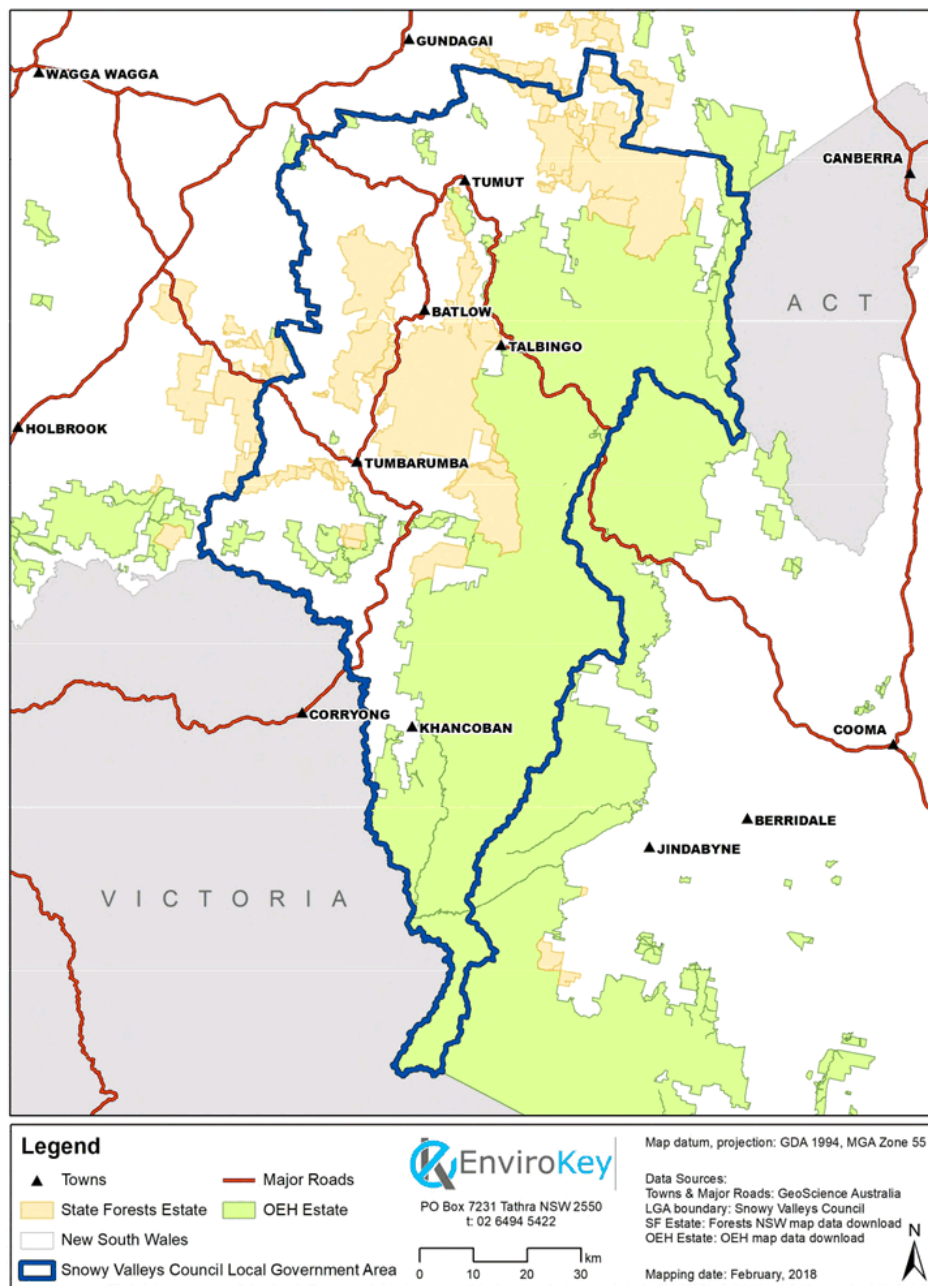 GUNDAGAI
WAGGA WAGGA
CANBERRA
TUMUT
A C T
BATLOW
TALBINGO
HOLBROOK
TUMBARUMBA
CORRYONG
KHANCOBAN
COOMA
BERRIDALE
JINDABYNE
V I C T O R I A
Legend
Towns
Major Roads
State Forests Estate
OEH Estate
New South Wales
Snowy Valleys Council Local Government Area
EnviroKey
PO Box 7231 Tathra NSW 2550
t: 02 6494 5422
0 10 20 30
km
Map datum, projection: GDA 1994, MGA Zone 55
Data Sources:
Towns & Major Roads: GeoScience Australia
LGA boundary: Snowy Valleys Council
SF Estate: Forests NSW map data download
OEH Estate: OEH map data download
N
Mapping date: February, 2018